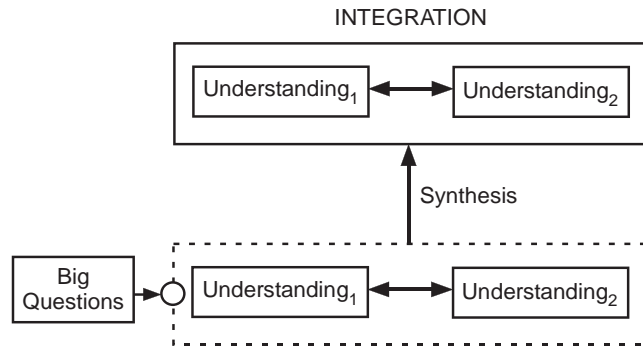 INTEGRATION
Understanding₁ Understanding₂
Synthesis
Big
Questions
Understanding₁ Understanding₂